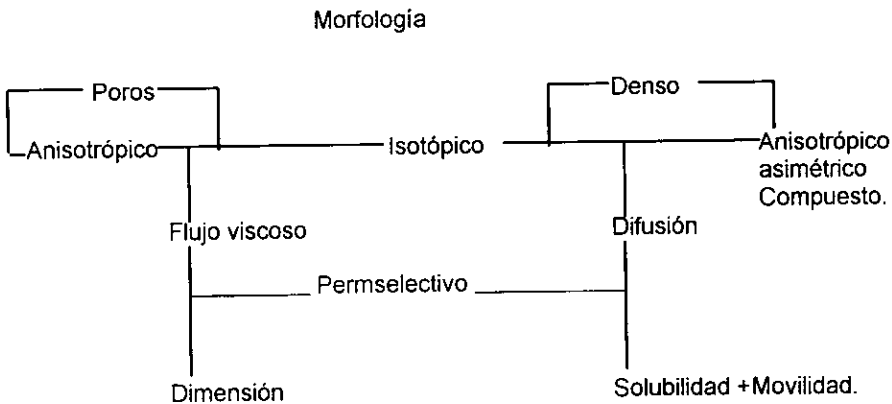 Morfología
Poros
Denso
Anisotrópico
Isotópico
Anisotrópico
asimétrico
Compuesto.
Flujo viscoso
Difusión
Permselectivo
Dimensión
Solubilidad +Movilidad.